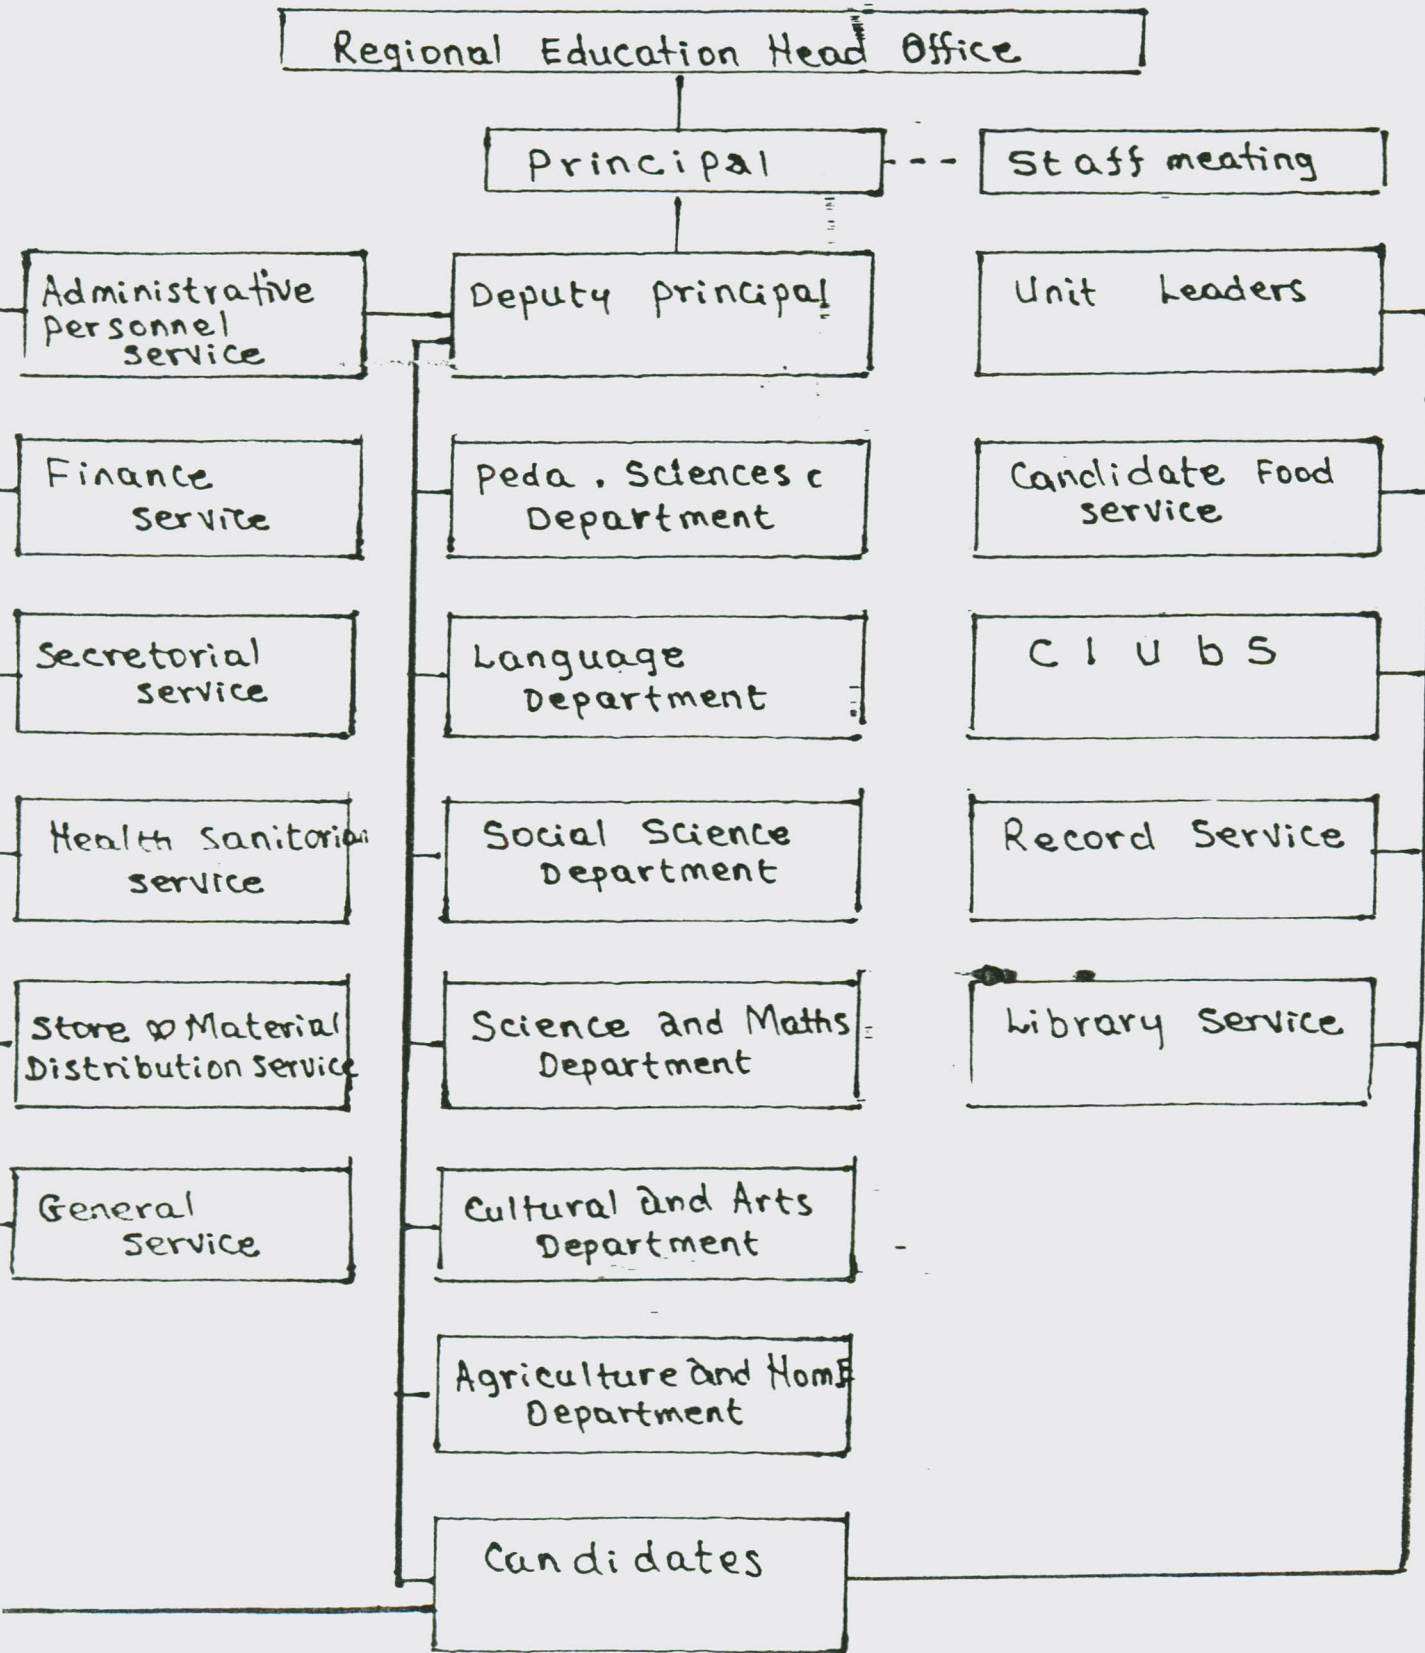 Regional Education Head Office
Principal
Staff meating
Administrative
personnel
service
Deputy principal
Unit Leaders
Finance
service
Peda. Sciences c
Department
Candidate Food
service
Secretorial
service
Language
Department
Clubs
Health Sanitorian
service
Social Science
Department
Record Service
Store & Material
Distribution service
Science and Maths
Department
Library Service
General
service
Cultural and Arts
Department
Agriculture and Home
Department
Candidates